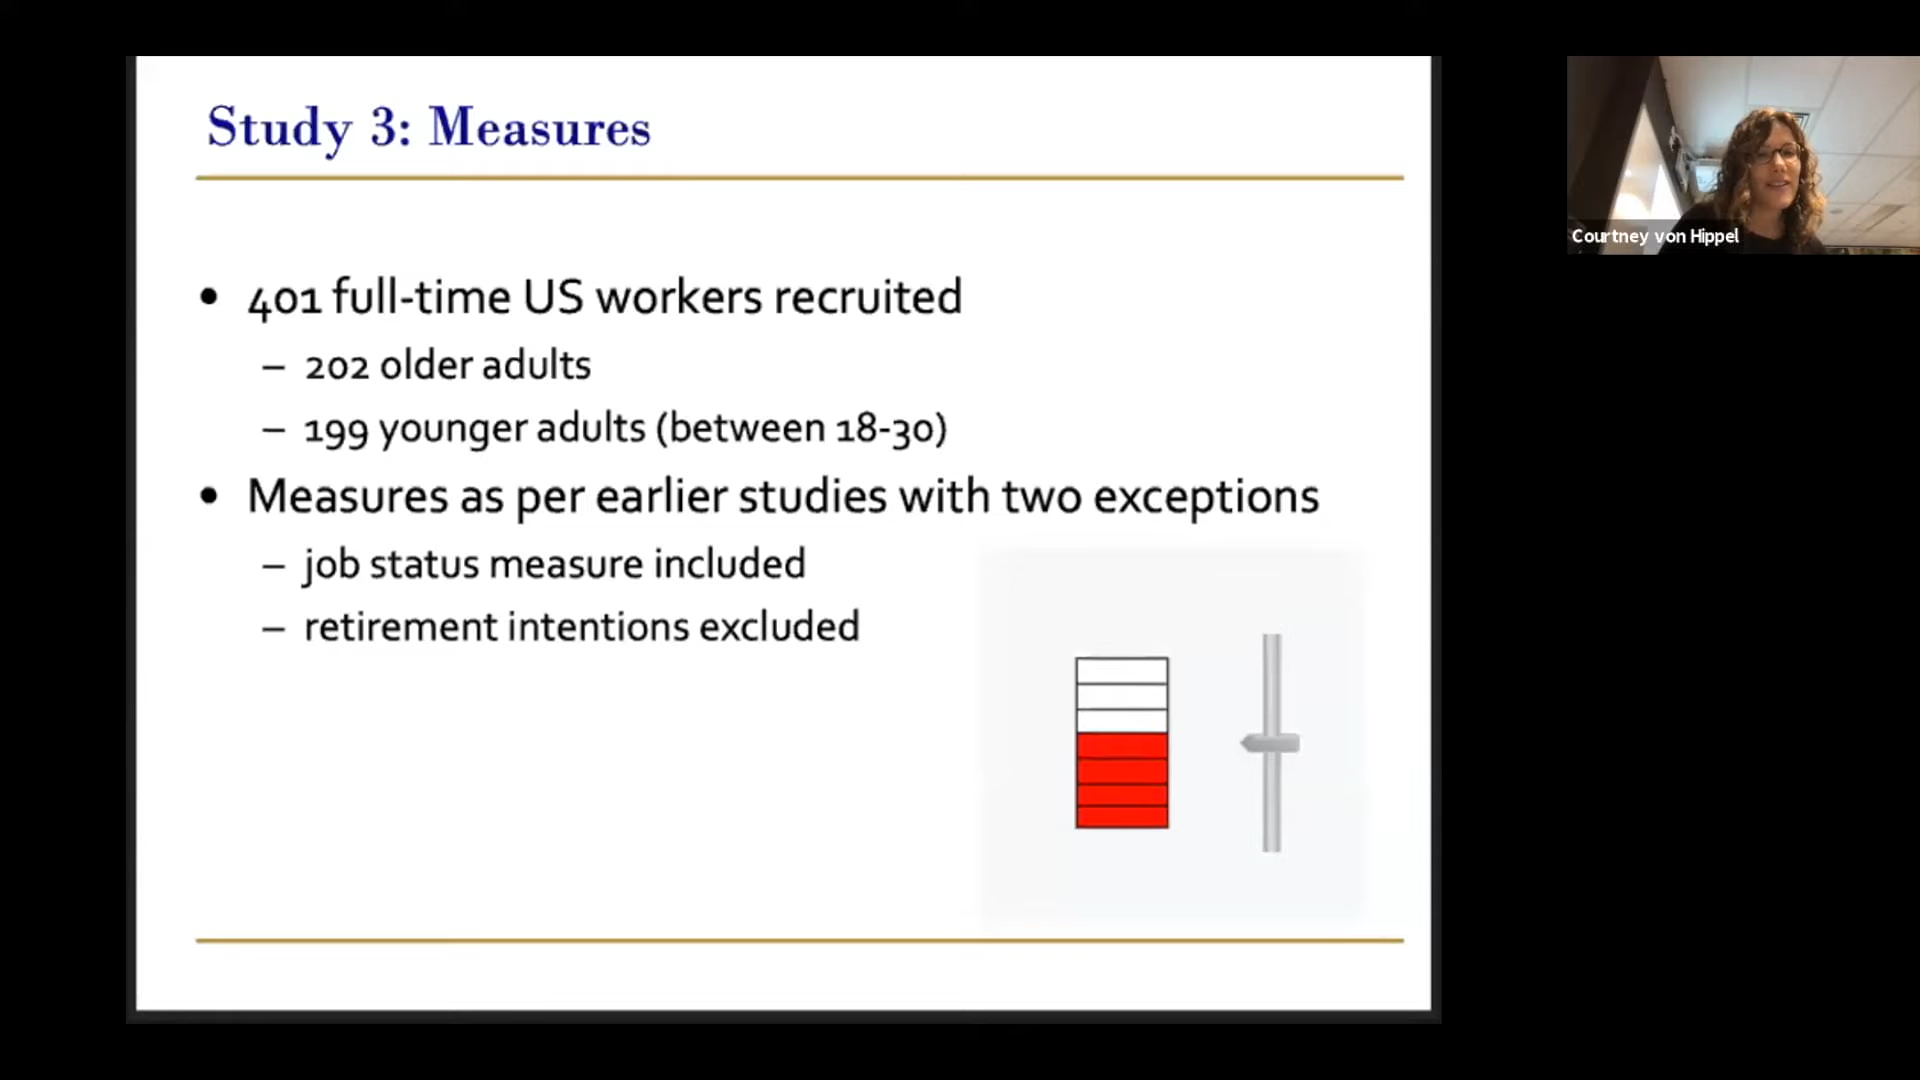 Study 3: Measures
• 401 full-time US workers recruited
– 202 older adults
– 199 younger adults (between 18-30)
• Measures as per earlier studies with two exceptions
– job status measure included
– retirement intentions excluded
Courtney von Hippel